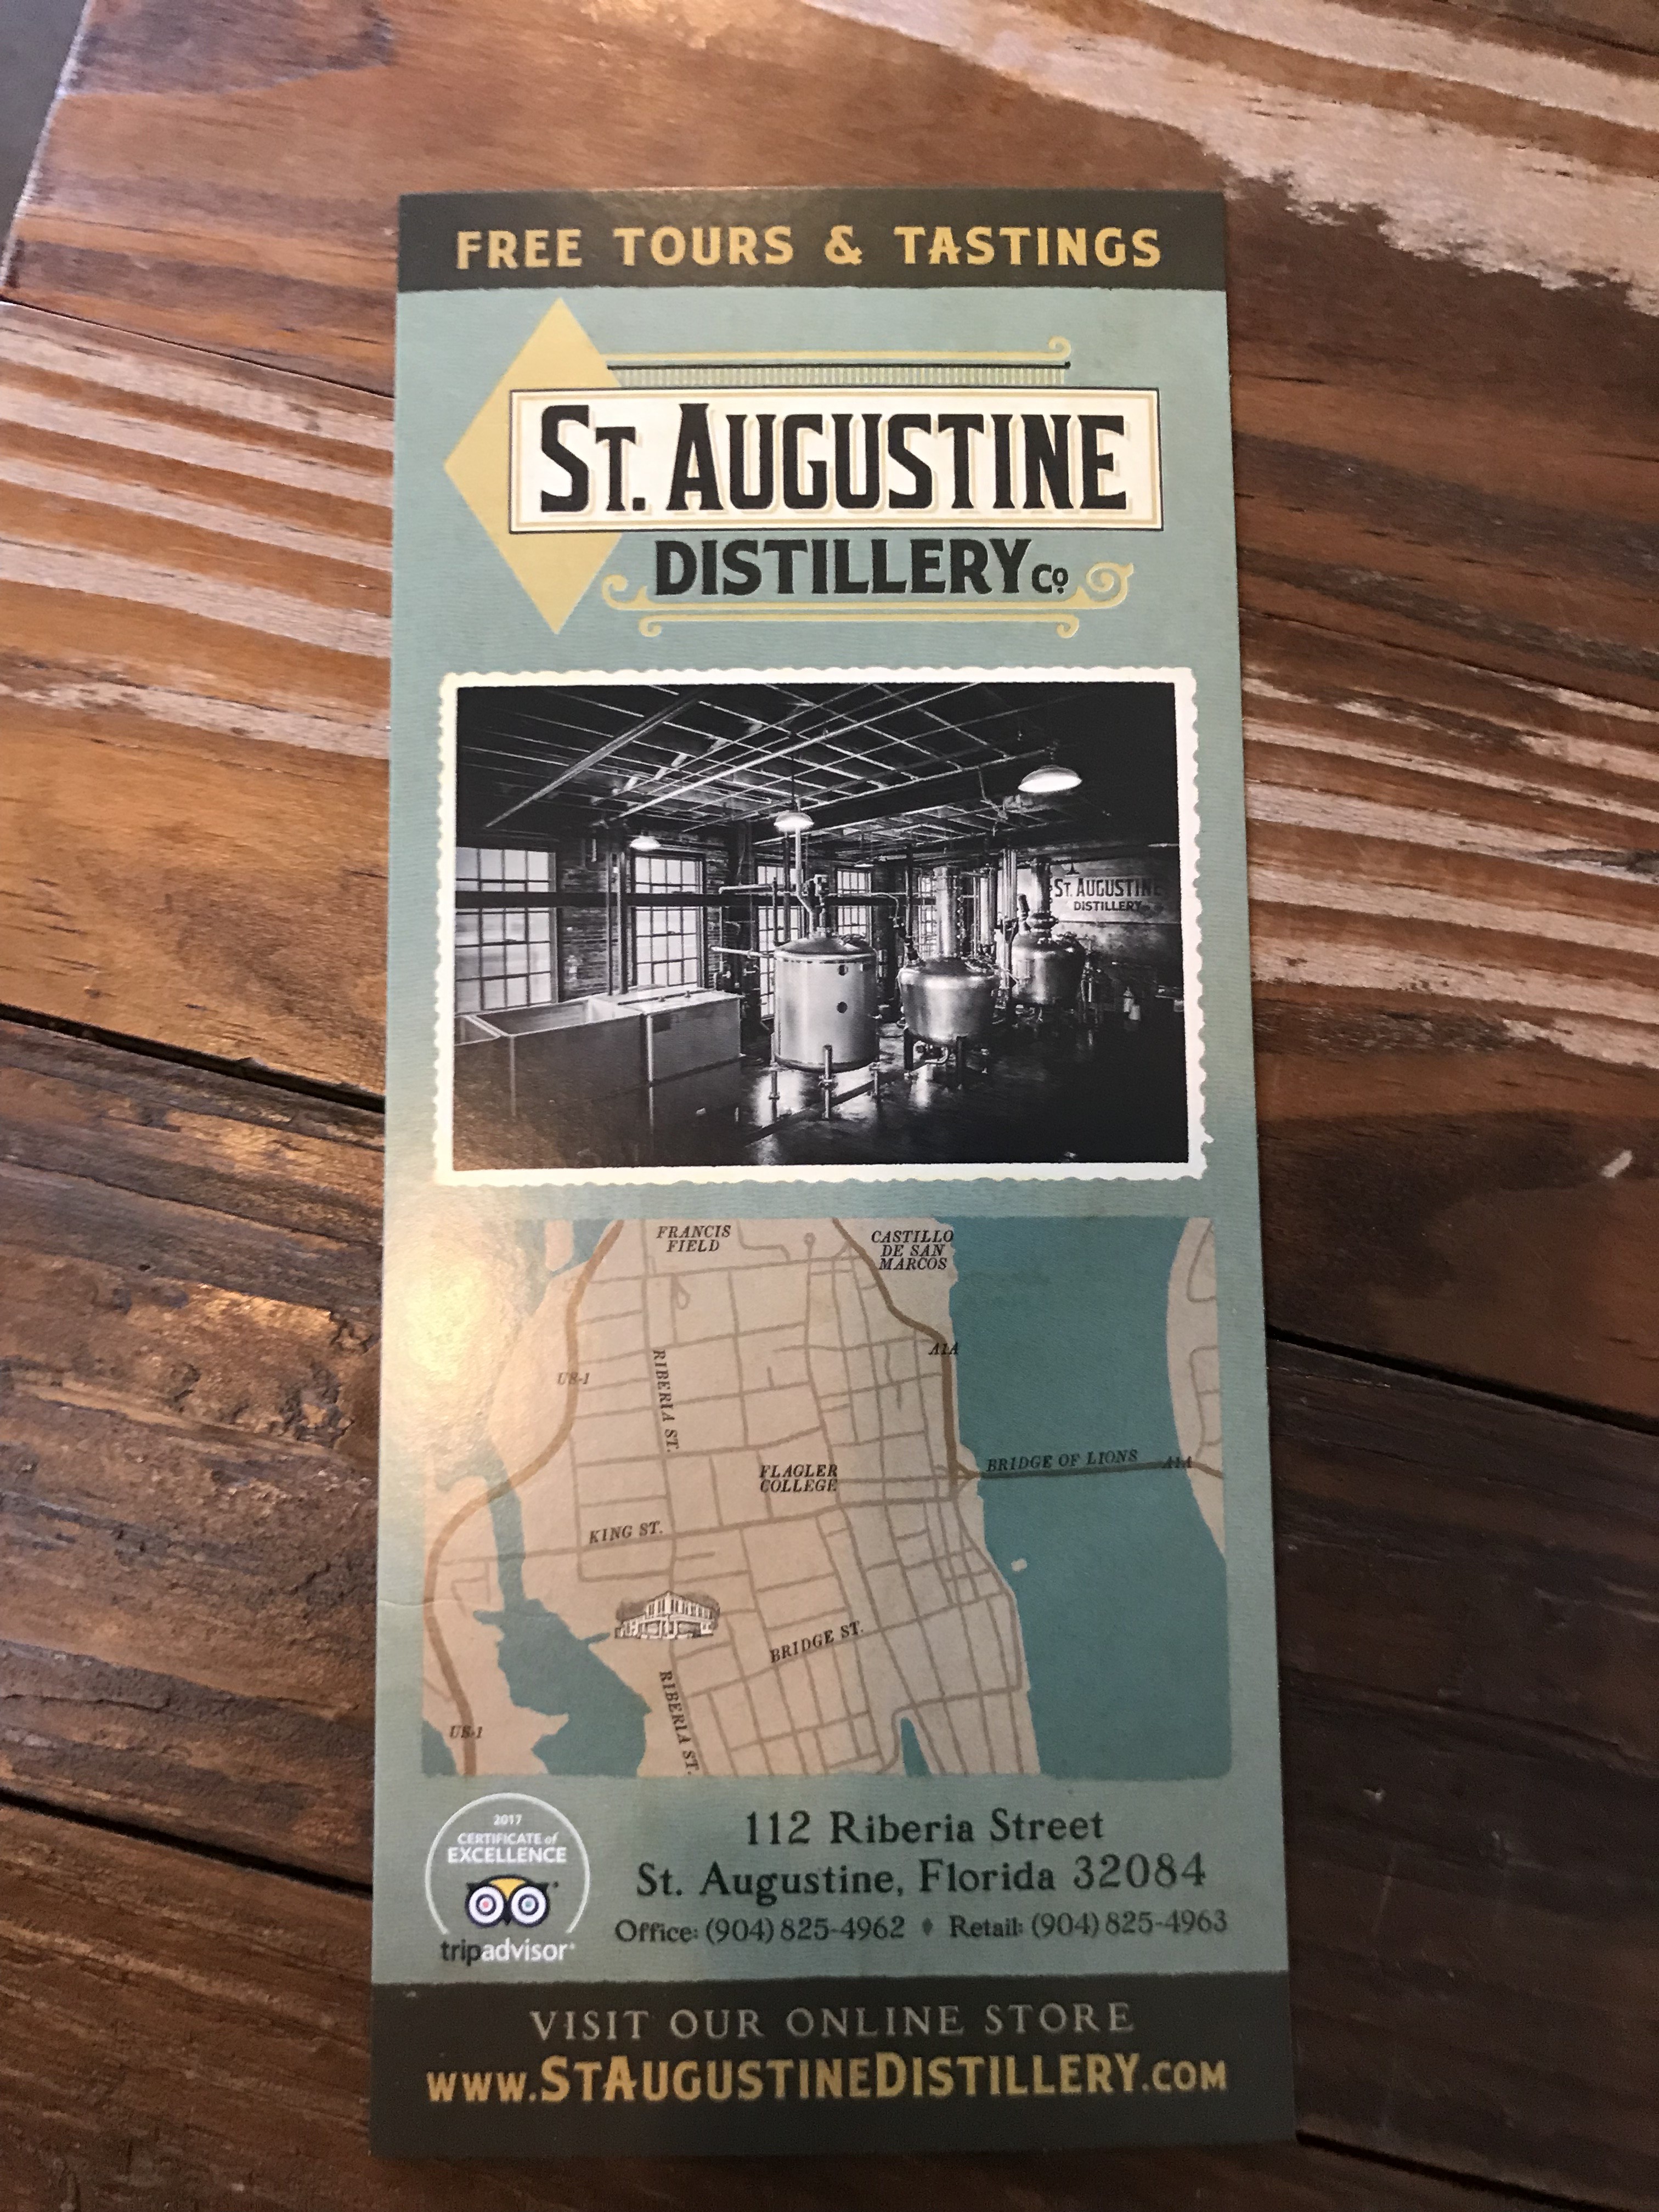 FREE TOURS & TASTINGS
ST. AUGUSTINE
DISTILLERY Co
ST. AUGUSTINE
DISTILLERY
FRANCIS
FIELD
CASTILLO
DE SAN
MARCOS
A1A
US-1
RIBERIA ST.
BRIDGE OF LIONS
A1A
FLAGLER
COLLEGE
KING ST.
BRIDGE ST.
RIBERIA ST.
US-1
2017
CERTIFICATE of
EXCELLENCE
tripadvisor®
112 Riberia Street
St. Augustine, Florida 32084
Office: (904) 825-4962 ♦ Retail: (904) 825-4963
VISIT OUR ONLINE STORE
WWW.STAUGUSTINEDISTILLERY.COM